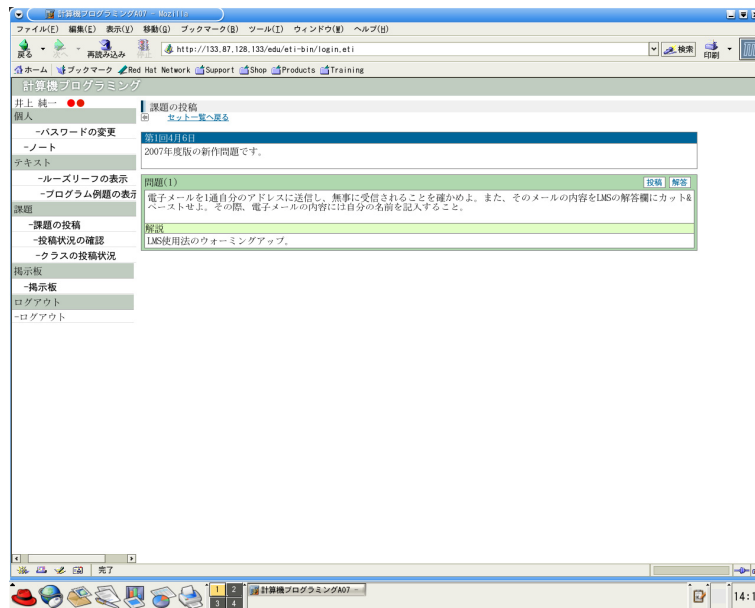 計算機プログラミングA07 - Mozilla
ファイル(F) 編集(E) 表示(V) 移動(G) ブックマーク(B) ツール(T) ウィンドウ(W) ヘルプ(H)
戻る 再読み込み http://133.87.128.133/edu/eti-bin/login.eti 検索 印刷
ホーム ブックマーク Red Hat Network Support Shop Products Training
計算機プログラミング
井上 純一
個人
-パスワードの変更
-ノート
テキスト
-ルーズリーフの表示
-プログラム例題の表示
課題
-課題の投稿
-投稿状況の確認
-クラスの投稿状況
掲示板
-掲示板
ログアウト
-ログアウト
課題の投稿
セット一覧へ戻る
第1回4月6日
2007年度版の新作問題です。
問題(1) 投稿 解答
電子メールを1通自分のアドレスに送信し、無事に受信されることを確かめよ。また、そのメールの内容をLMSの解答欄にカット&
ペーストせよ。その際、電子メールの内容には自分の名前を記入すること。
解説
LMS使用法のウォーミングアップ。
完了
1 2
3 4
計算機プログラミングA07 -